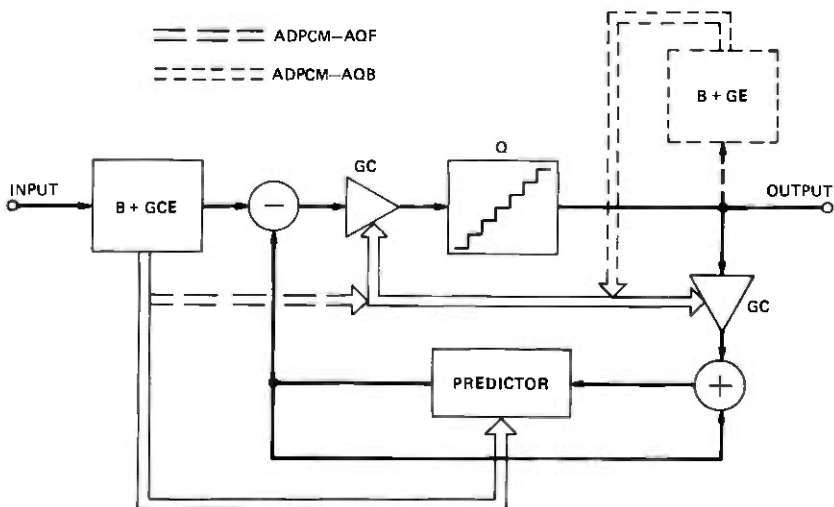 ADPCM–AQF
ADPCM–AQB
B + GE
Q
GC
INPUT
B + GCE
−
OUTPUT
GC
PREDICTOR
+